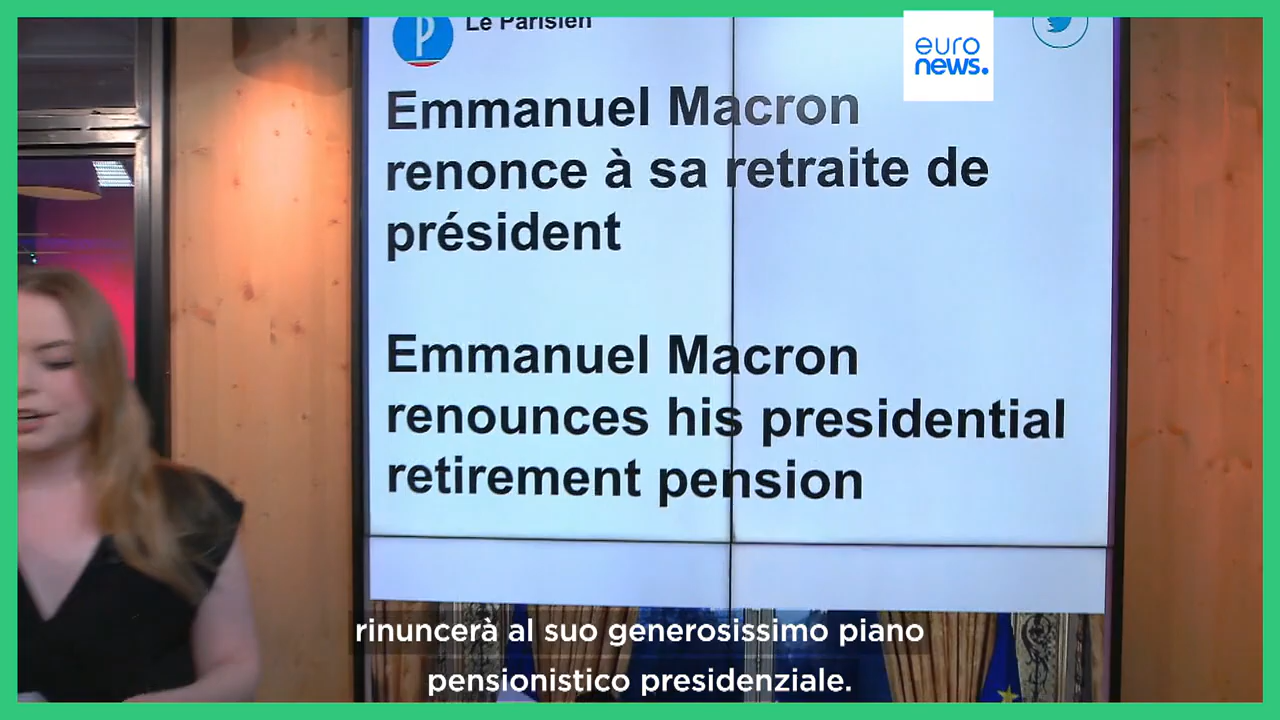 Le Parisien
euro
news.
Emmanuel Macron
renonce à sa retraite de
président
Emmanuel Macron
renounces his presidential
retirement pension
rinuncerà al suo generosissimo piano
pensionistico presidenziale.